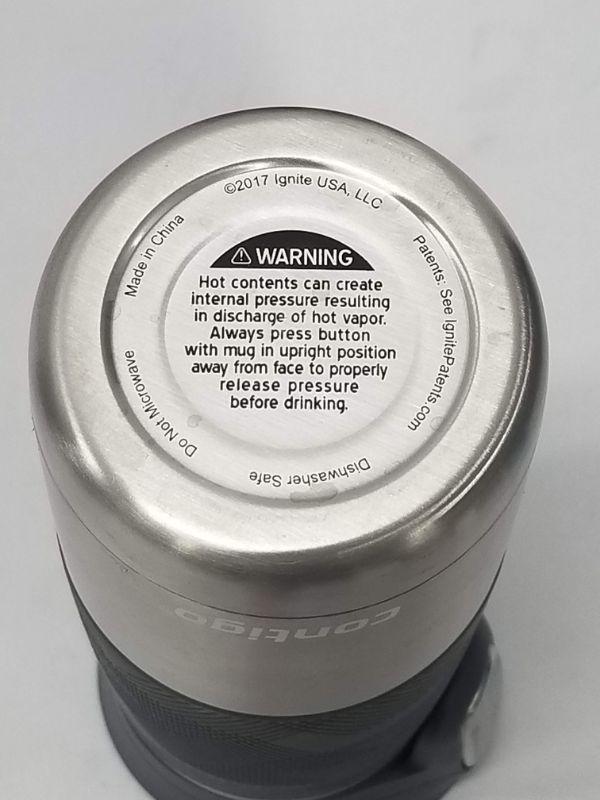 ©2017 Ignite USA, LLC
Patents: See IgnitePatents.com
Dishwasher Safe
Do Not Microwave
Made in China
WARNING
Hot contents can create
internal pressure resulting
in discharge of hot vapor.
Always press button
with mug in upright position
away from face to properly
release pressure
before drinking.
contigo